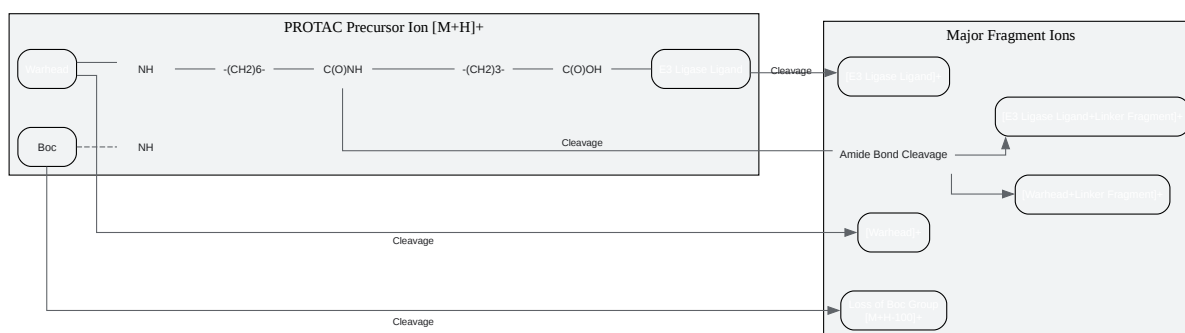 PROTAC Precursor Ion [M+H]+
Major Fragment Ions
Warhead
NH
-(CH2)6-
C(O)NH
-(CH2)3-
C(O)OH
E3 Ligase Ligand
Cleavage
[E3 Ligase Ligand]+
[E3 Ligase Ligand+Linker Fragment]+
Boc
NH
Cleavage
Amide Bond Cleavage
[Warhead+Linker Fragment]+
[Warhead]+
Cleavage
Loss of Boc Group
[M+H-100]+
Cleavage